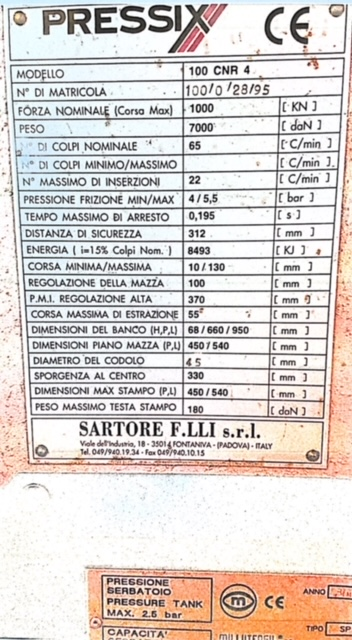 PRESSIX CE
MODELLO 100 CNR 4
N° DI MATRICOLA 100/0/28/95
FORZA NOMINALE (Corsa Max) 1000 [ KN ]
PESO 7000 [ daN ]
N° DI COLPI NOMINALE 65 [ C/min ]
N° DI COLPI MINIMO/MASSIMO [ C/min ]
N° MASSIMO DI INSERZIONI 22 [ C/min ]
PRESSIONE FRIZIONE MIN/MAX 4/5,5 [ bar ]
TEMPO MASSIMO DI ARRESTO 0,195 [ s ]
DISTANZA DI SICUREZZA 312 [ mm ]
ENERGIA ( i=15% Colpi Nom. ) 8493 [ KJ ]
CORSA MINIMA/MASSIMA 10/130 [ mm ]
REGOLAZIONE DELLA MAZZA 100 [ mm ]
P.M.I. REGOLAZIONE ALTA 370 [ mm ]
CORSA MASSIMA DI ESTRAZIONE 55 [ mm ]
DIMENSIONI DEL BANCO (H,P,L) 68/660/950 [ mm ]
DIMENSIONI PIANO MAZZA (P,L) 450/540 [ mm ]
DIAMETRO DEL CODOLO 45 [ mm ]
SPORGENZA AL CENTRO 330 [ mm ]
DIMENSIONI MAX STAMPO (P,L) 450/540 [ mm ]
PESO MASSIMO TESTA STAMPO 180 [ daN ]
SARTORE F.LLI s.r.l.
Viale dell'Industria, 18 - 35014 FONTANIVA - (PADOVA) - ITALY
Tel. 049/940.19.34 - Fax 049/940.10.15
PRESSIONE
SERBATOIO
PRESSURE TANK
MAX. 2.5 bar
m CE
ANNO
CAPACITA'
TIPO